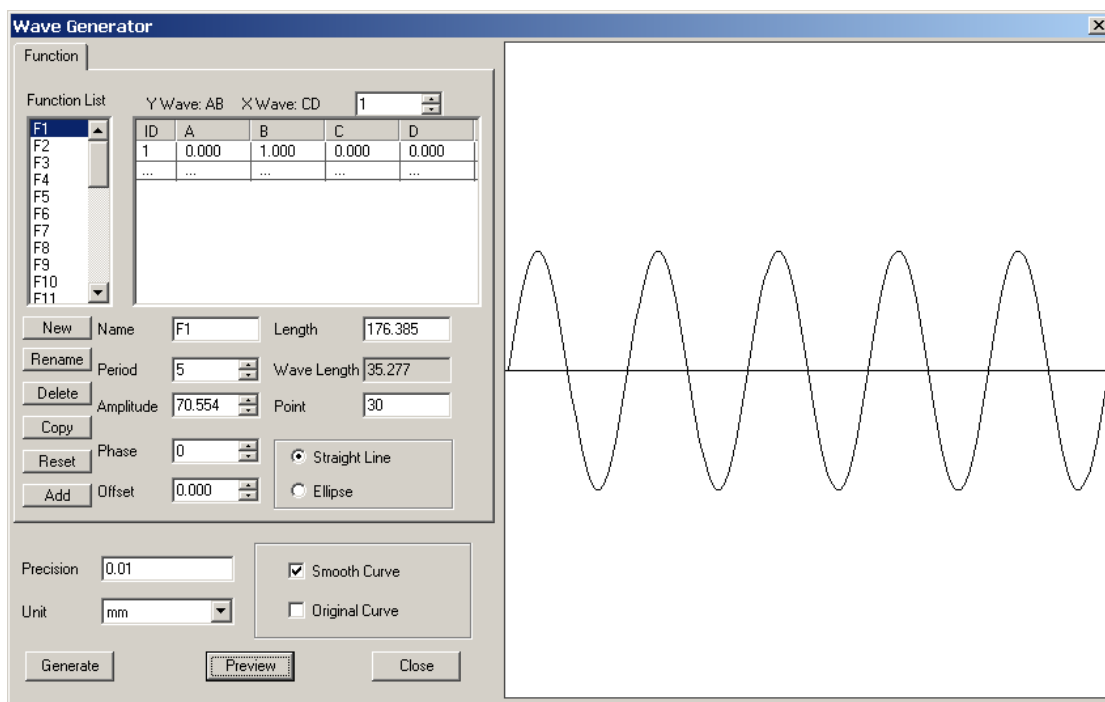 Wave Generator
Function
Function List
Y Wave: AB X Wave: CD 1
F1
F2
F3
F4
F5
F6
F7
F8
F9
F10
F11
ID A B C D
1 0.000 1.000 0.000 0.000
... ... ... ... ...
New
Rename
Delete
Copy
Reset
Add
Name F1
Period 5
Amplitude 70.554
Phase 0
Offset 0.000
Length 176.385
Wave Length 35.277
Point 30
Straight Line
Ellipse
Precision 0.01
Unit mm
Smooth Curve
Original Curve
Generate Preview Close